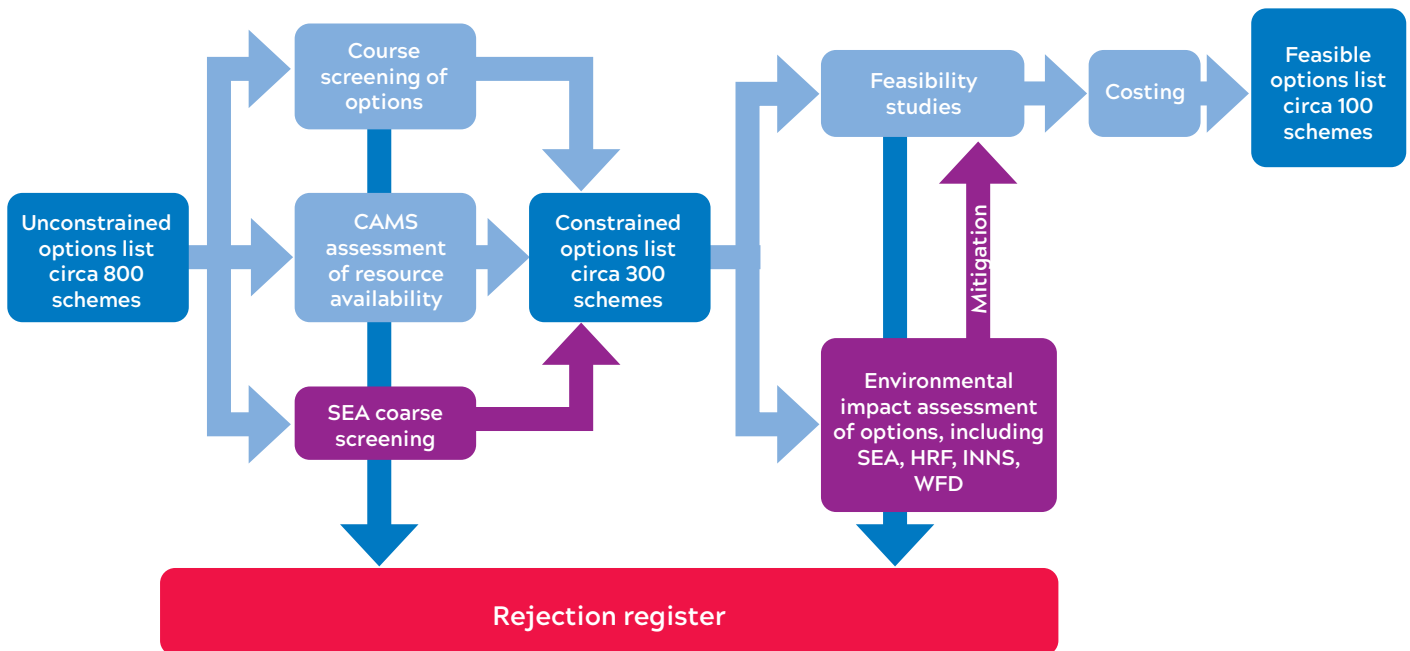 Unconstrained
options list
circa 800
schemes
Course
screening of
options
CAMS
assessment
of resource
availability
SEA coarse
screening
Constrained
options list
circa 300
schemes
Feasibility
studies
Mitigation
Environmental
impact assessment
of options, including
SEA, HRF, INNS,
WFD
Costing
Feasible
options list
circa 100
schemes
Rejection register